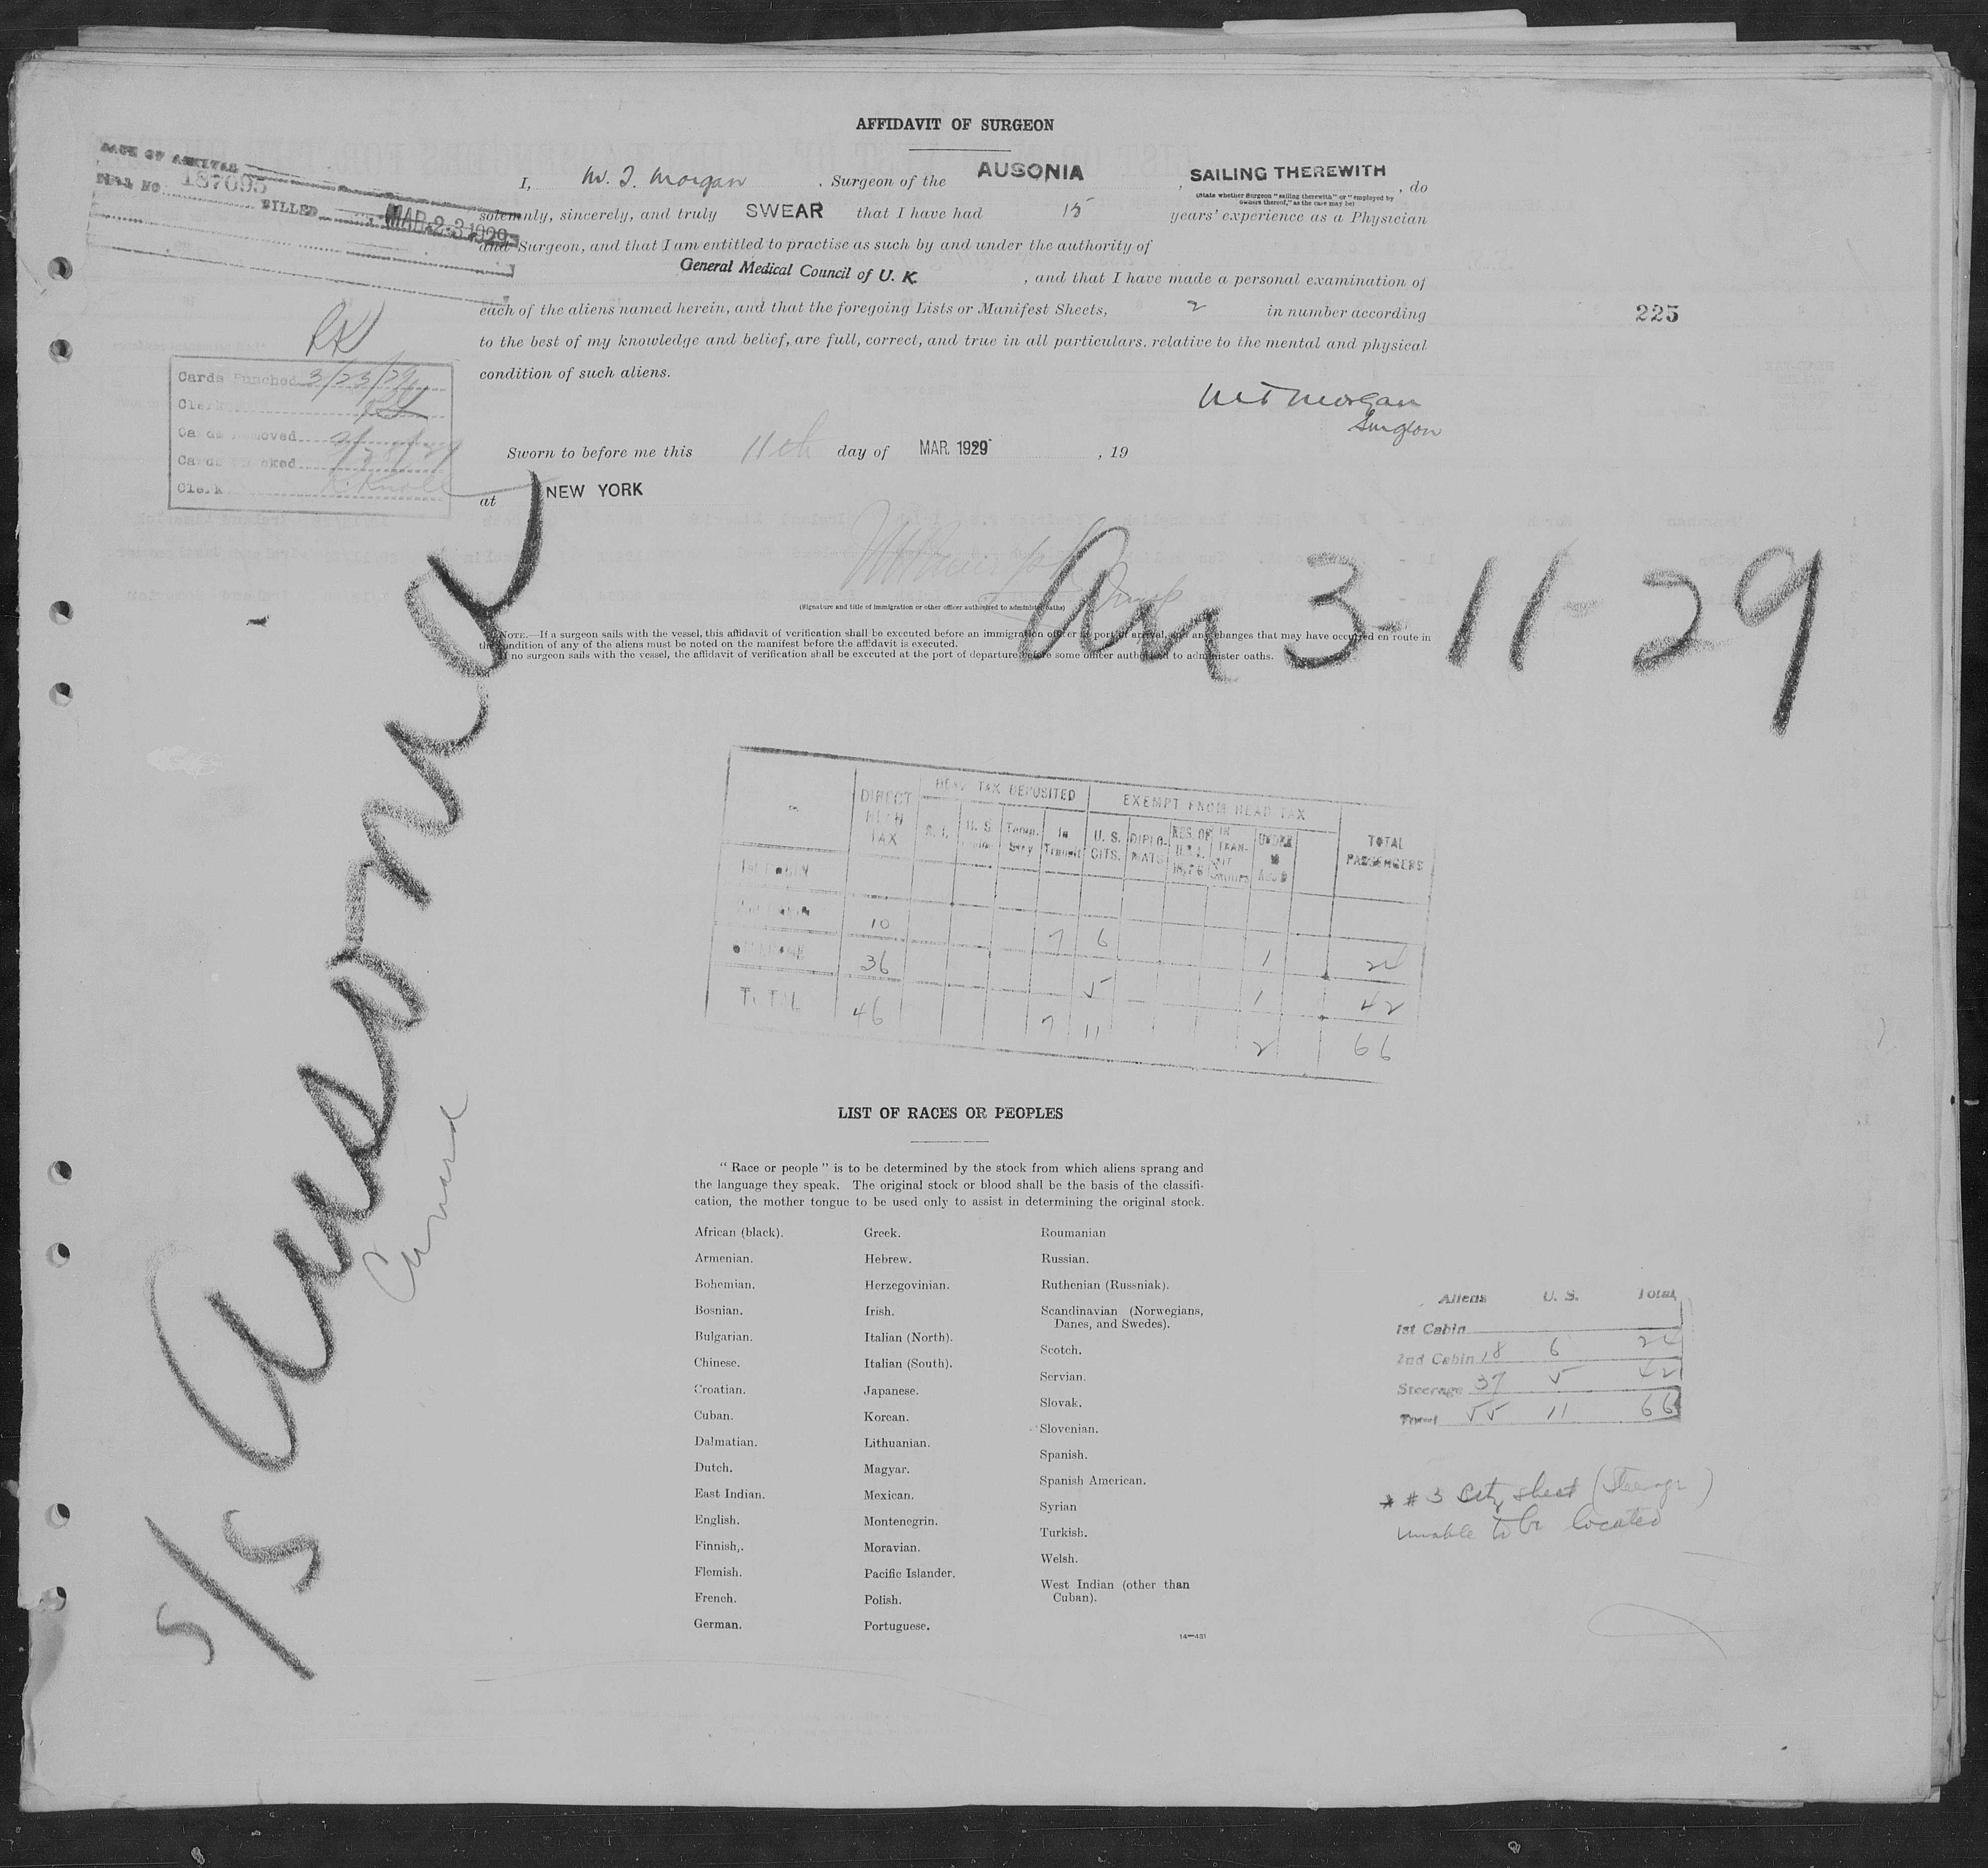 AFFIDAVIT OF SURGEON
187095
BILLED MAR 23 1929
I, W. T. Morgan, Surgeon of the AUSONIA, SAILING THEREWITH, do
(State whether Surgeon "sailing therewith" or "employed by
owners thereof," as the case may be)
solemnly, sincerely, and truly SWEAR that I have had 15 years' experience as a Physician
and Surgeon, and that I am entitled to practise as such by and under the authority of
General Medical Council of U. K., and that I have made a personal examination of
each of the aliens named herein, and that the foregoing Lists or Manifest Sheets, 2 in number according
225
to the best of my knowledge and belief, are full, correct, and true in all particulars. relative to the mental and physical
condition of such aliens.
Cards Punched 3/23/29
Clerk
Cards
Cards
Clerk
W T Morgan
Surgeon
Sworn to before me this 11th day of MAR. 1929, 19
at NEW YORK
(Signature and title of immigration or other officer authorized to administer oaths)
Arr 3-11-29
NOTE.—If a surgeon sails with the vessel, this affidavit of verification shall be executed before an immigration officer at port of arrival, and any changes that may have occurred en route in
the condition of any of the aliens must be noted on the manifest before the affidavit is executed.
If no surgeon sails with the vessel, the affidavit of verification shall be executed at the port of departure before some officer authorized to administer oaths.
S/S Ausonia
Cunard
DIRECT HEAD TAX HEAD TAX DEPOSITED EXEMPT FROM HEAD TAX TOTAL PASSENGERS
In Transit U. S. CITS. DIPLO-MATS RES. OF IN TRAN-SIT UNDER
10 7 6 1 24
36 5 1 42
TOTAL 46 7 11 2 66
LIST OF RACES OR PEOPLES
"Race or people" is to be determined by the stock from which aliens sprang and
the language they speak. The original stock or blood shall be the basis of the classifi-
cation, the mother tongue to be used only to assist in determining the original stock.
African (black).
Armenian.
Bohemian.
Bosnian.
Bulgarian.
Chinese.
Croatian.
Cuban.
Dalmatian.
Dutch.
East Indian.
English.
Finnish,.
Flemish.
French.
German.
Greek.
Hebrew.
Herzegovinian.
Irish.
Italian (North).
Italian (South).
Japanese.
Korean.
Lithuanian.
Magyar.
Mexican.
Montenegrin.
Moravian.
Pacific Islander.
Polish.
Portuguese.
Roumanian
Russian.
Ruthenian (Russniak).
Scandinavian (Norwegians,
Danes, and Swedes).
Scotch.
Servian.
Slovak.
Slovenian.
Spanish.
Spanish American.
Syrian
Turkish.
Welsh.
West Indian (other than
Cuban).
14—431
Aliens U. S. Total
1st Cabin
2nd Cabin 18 6 24
Steerage 37 5 42
Total 55 11 66
* #3 City sheet (Steerage)
unable to be located